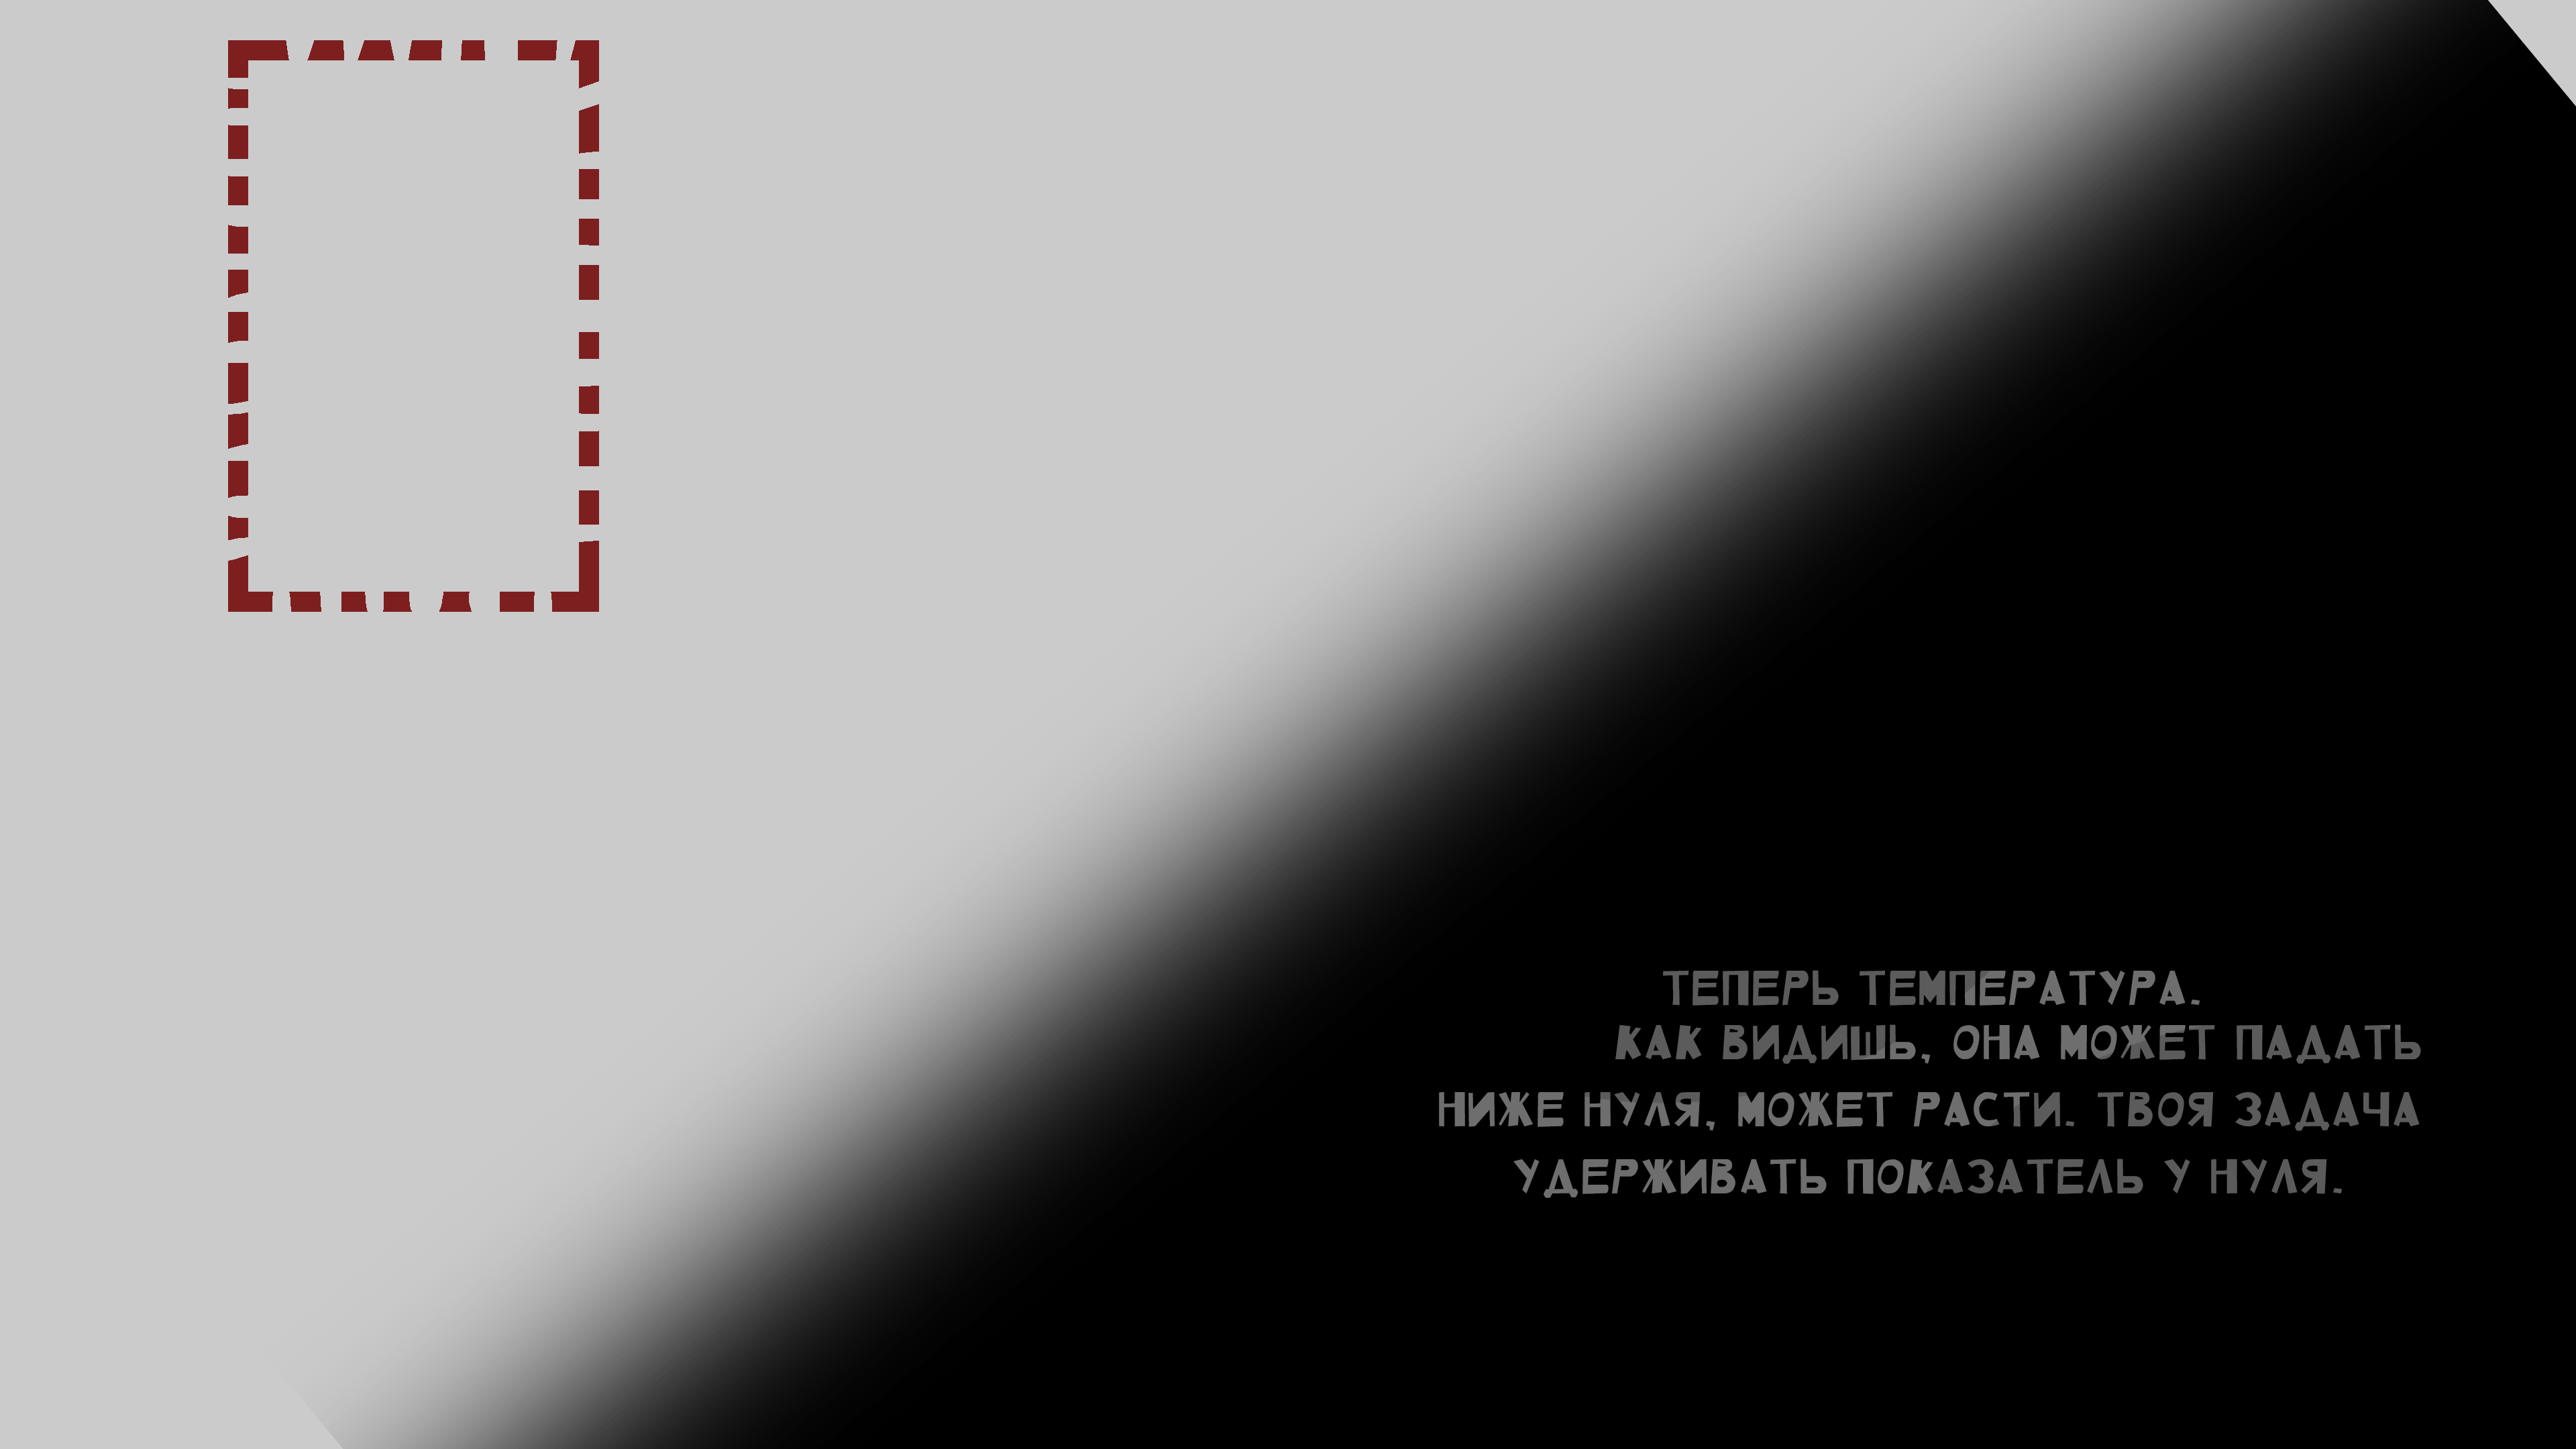 ТЕПЕРЬ ТЕМПЕРАТУРА.
КАК ВИДИШЬ, ОНА МОЖЕТ ПАДАТЬ
НИЖЕ НУЛЯ, МОЖЕТ РАСТИ. ТВОЯ ЗАДАЧА
УДЕРЖИВАТЬ ПОКАЗАТЕЛЬ У НУЛЯ.